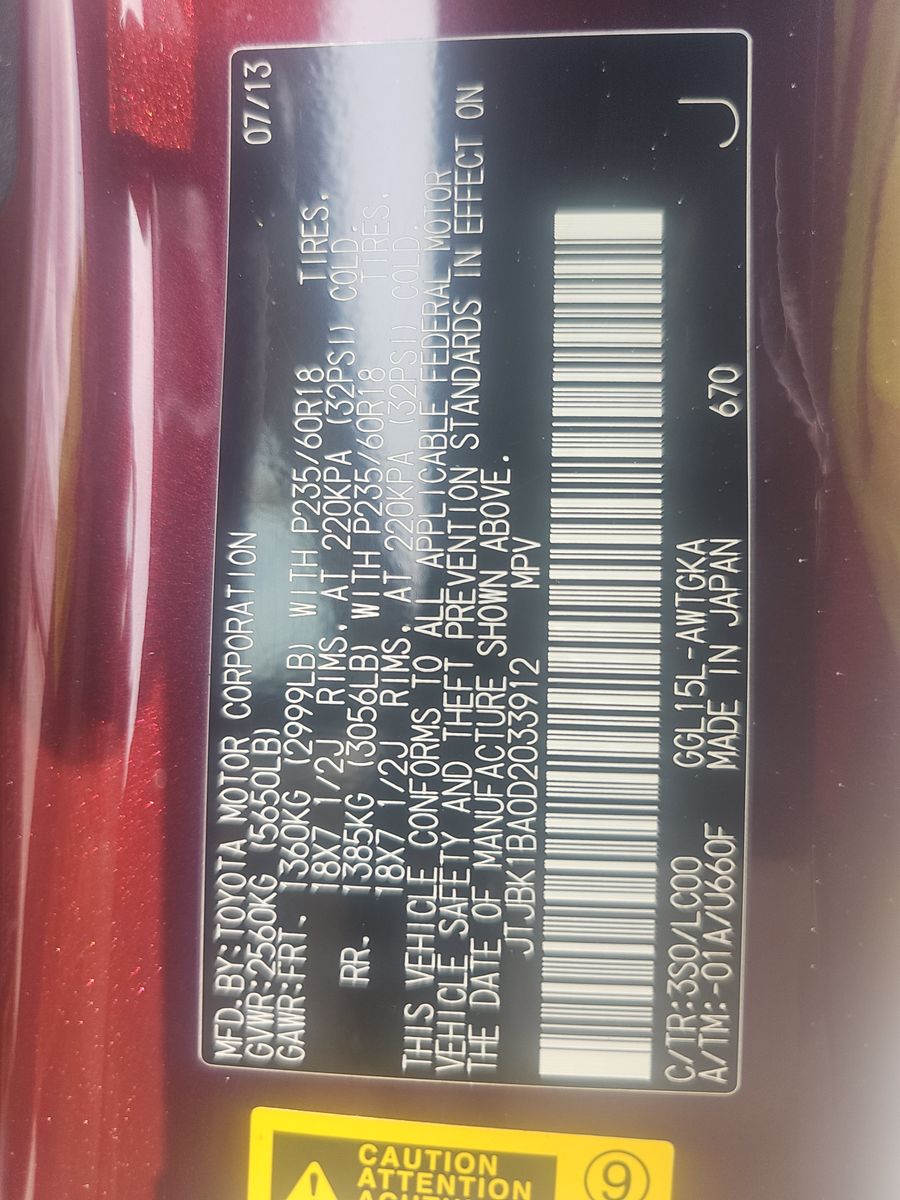 MFD.BY:TOYOTA MOTOR CORPORATION 07/13
GVWR:2560KG (5650LB)
GAWR:FRT. 1360KG (2999LB) WITH P235/60R18 TIRES.
18X7 1/2J RIMS. AT 220KPA (32PSI) COLD.
RR. 1385KG (3056LB) WITH P235/60R18 TIRES.
18X7 1/2J RIMS. AT 220KPA (32PSI) COLD.
THIS VEHICLE CONFORMS TO ALL APPLICABLE FEDERAL MOTOR
VEHICLE SAFETY AND THEFT PREVENTION STANDARDS IN EFFECT ON
THE DATE OF MANUFACTURE SHOWN ABOVE.
JTJBK1BA0D2033912 MPV
C/TR:3S0/LC00 GGL15L-AWTGKA
A/TM:-01A/U660F MADE IN JAPAN 670 J
CAUTION
ATTENTION
9